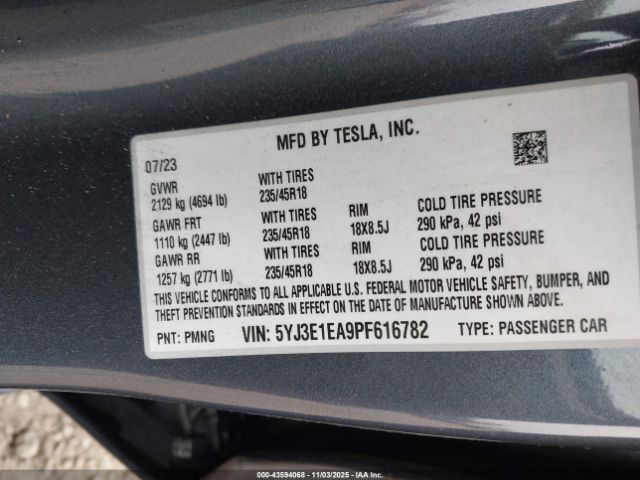 MFD BY TESLA, INC.
07/23
GVWR WITH TIRES
2129 kg (4694 lb) 235/45R18
GAWR FRT WITH TIRES RIM COLD TIRE PRESSURE
1110 kg (2447 lb) 235/45R18 18X8.5J 290 kPa, 42 psi
GAWR RR WITH TIRES RIM COLD TIRE PRESSURE
1257 kg (2771 lb) 235/45R18 18X8.5J 290 kPa, 42 psi
THIS VEHICLE CONFORMS TO ALL APPLICABLE U.S. FEDERAL MOTOR VEHICLE SAFETY, BUMPER, AND
THEFT PREVENTION STANDARDS IN EFFECT ON THE DATE OF MANUFACTURE SHOWN ABOVE.
PNT: PMNG VIN: 5YJ3E1EA9PF616782 TYPE: PASSENGER CAR
000-43594068 - 11/03/2025 - IAA Holdings, LLC